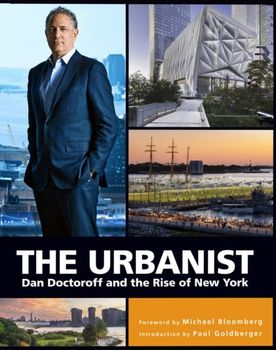 THE URBANIST
Dan Doctoroff and the Rise of New York
Foreword by Michael Bloomberg
Introduction by Paul Goldberger